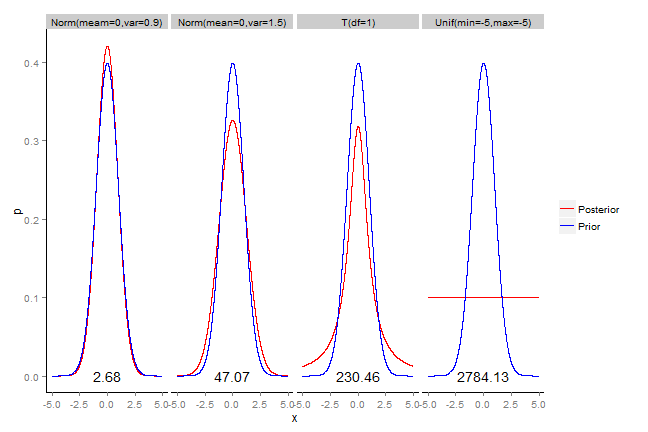 Norm(meam=0,var=0.9) Norm(mean=0,var=1.5) T(df=1) Unif(min=-5,max=-5)
0.4
0.3
0.2
0.1
0.0
p
2.68 47.07 230.46 2784.13
-5.0 -2.5 0.0 2.5 5.0 -5.0 -2.5 0.0 2.5 5.0 -5.0 -2.5 0.0 2.5 5.0 -5.0 -2.5 0.0 2.5 5.0
x
Posterior
Prior